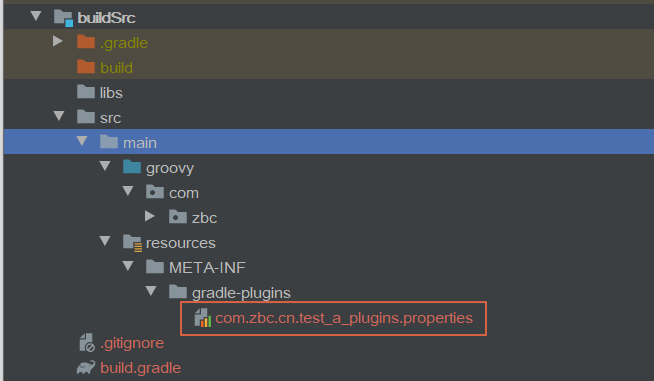 buildSrc
.gradle
build
libs
src
main
groovy
com
zbc
resources
META-INF
gradle-plugins
com.zbc.cn.test_a_plugins.properties
.gitignore
build.gradle